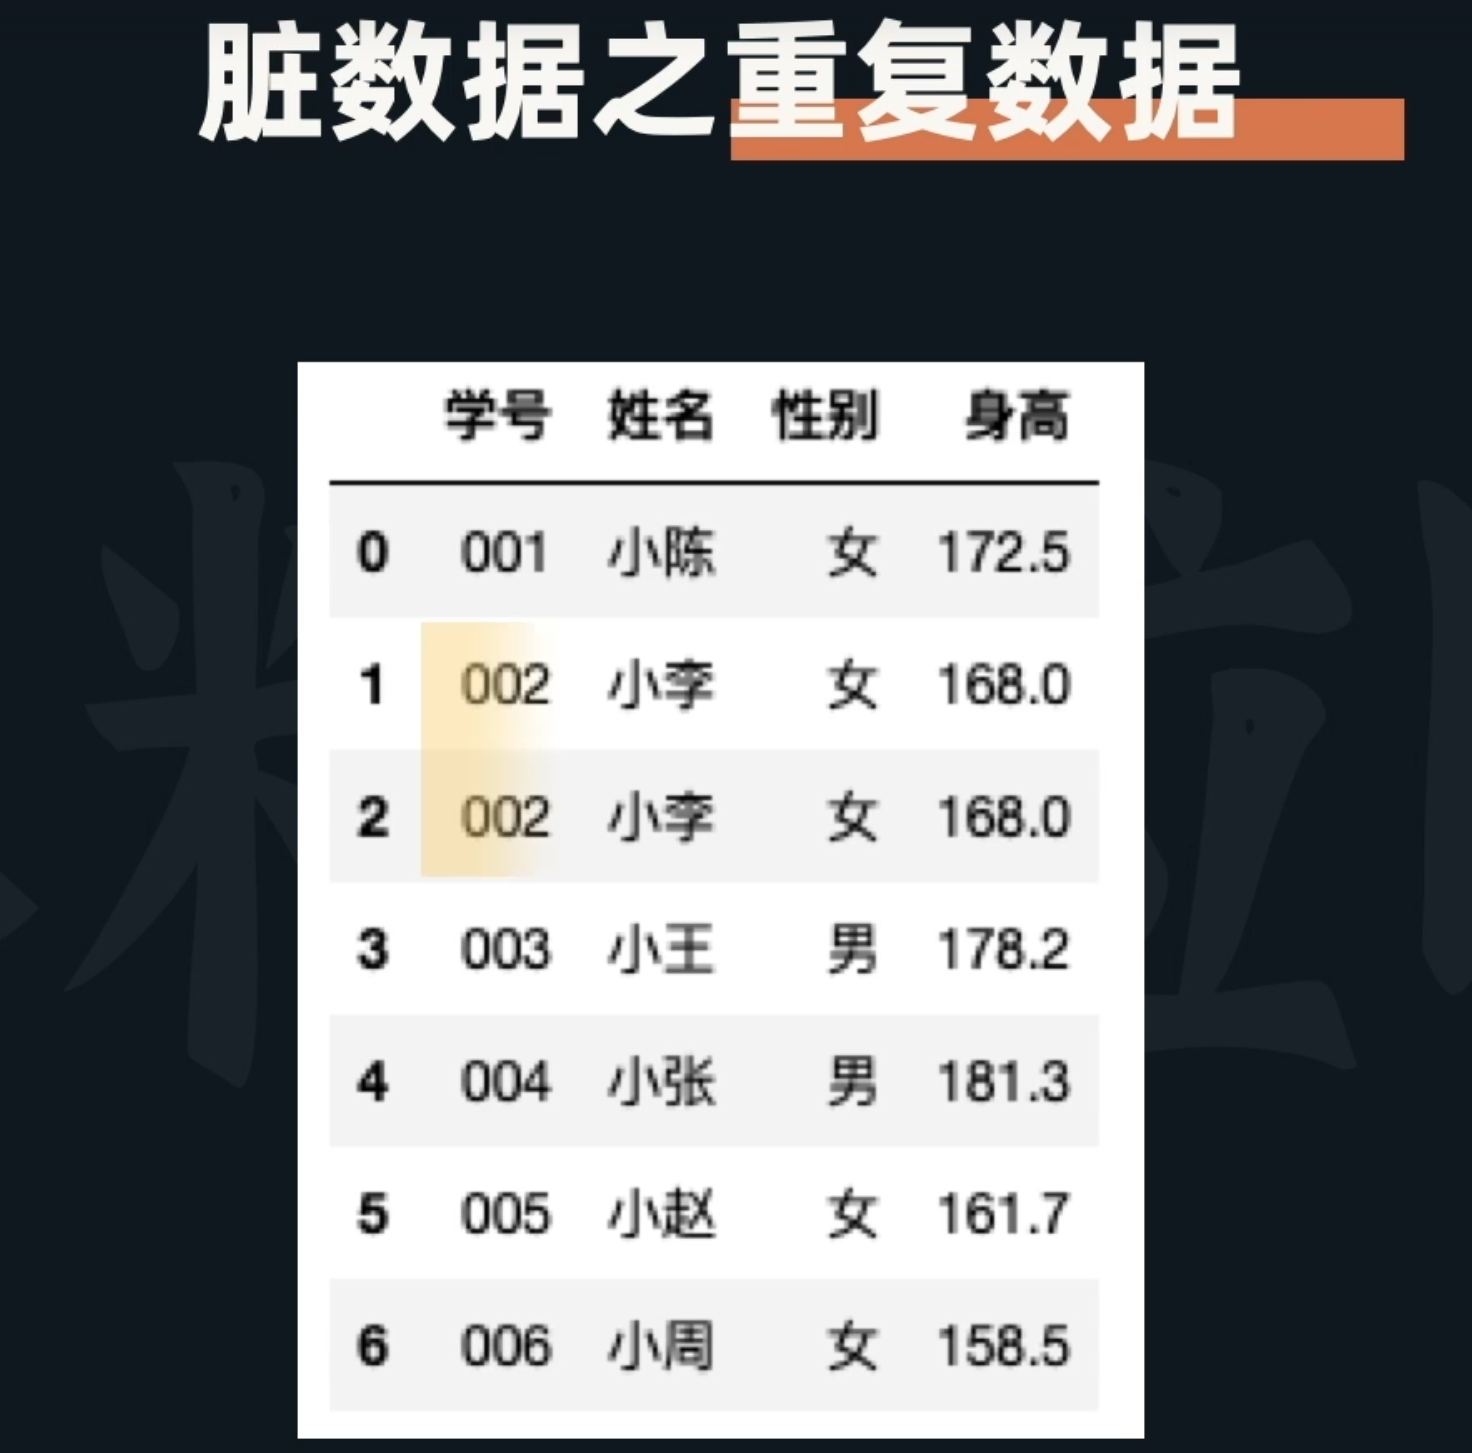 脏数据之重复数据
学号 姓名 性别 身高
0 001 小陈 女 172.5
1 002 小李 女 168.0
2 002 小李 女 168.0
3 003 小王 男 178.2
4 004 小张 男 181.3
5 005 小赵 女 161.7
6 006 小周 女 158.5